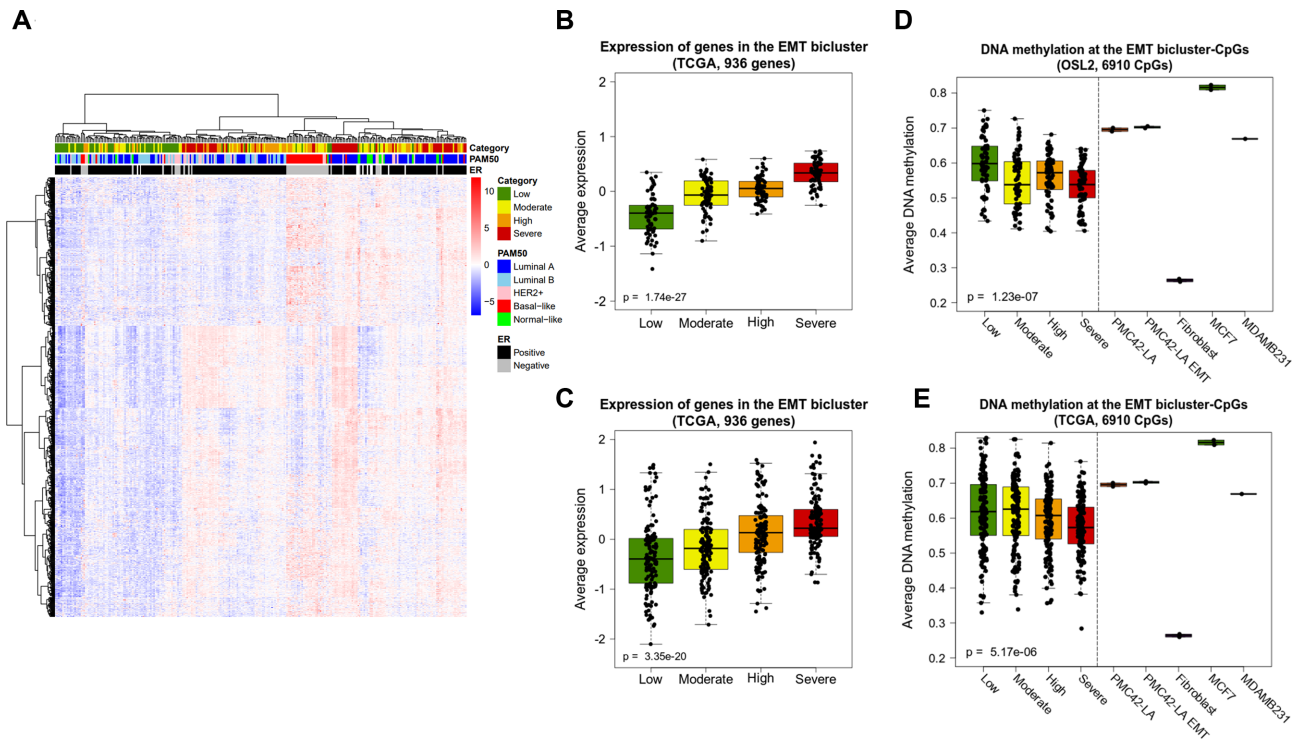 A
Category
PAM50
ER
10
5
0
−5
Category
Low
Moderate
High
Severe
PAM50
Luminal A
Luminal B
HER2+
Basal−like
Normal−like
ER
Positive
Negative
B
Expression of genes in the EMT bicluster
(TCGA, 936 genes)
Average expression
2
1
0
-1
-2
p = 1.74e-27
Low Moderate High Severe
C
Expression of genes in the EMT bicluster
(TCGA, 936 genes)
Average expression
2
1
0
-1
-2
p = 3.35e-20
Low Moderate High Severe
D
DNA methylation at the EMT bicluster-CpGs
(OSL2, 6910 CpGs)
Average DNA methylation
0.8
0.7
0.6
0.5
0.4
0.3
0.2
p = 1.23e-07
Low
Moderate
High
Severe
PMC42-LA
PMC42-LA EMT
Fibroblast
MCF7
MDAMB231
E
DNA methylation at the EMT bicluster-CpGs
(TCGA, 6910 CpGs)
Average DNA methylation
0.8
0.7
0.6
0.5
0.4
0.3
0.2
p = 5.17e-06
Low
Moderate
High
Severe
PMC42-LA
PMC42-LA EMT
Fibroblast
MCF7
MDAMB231